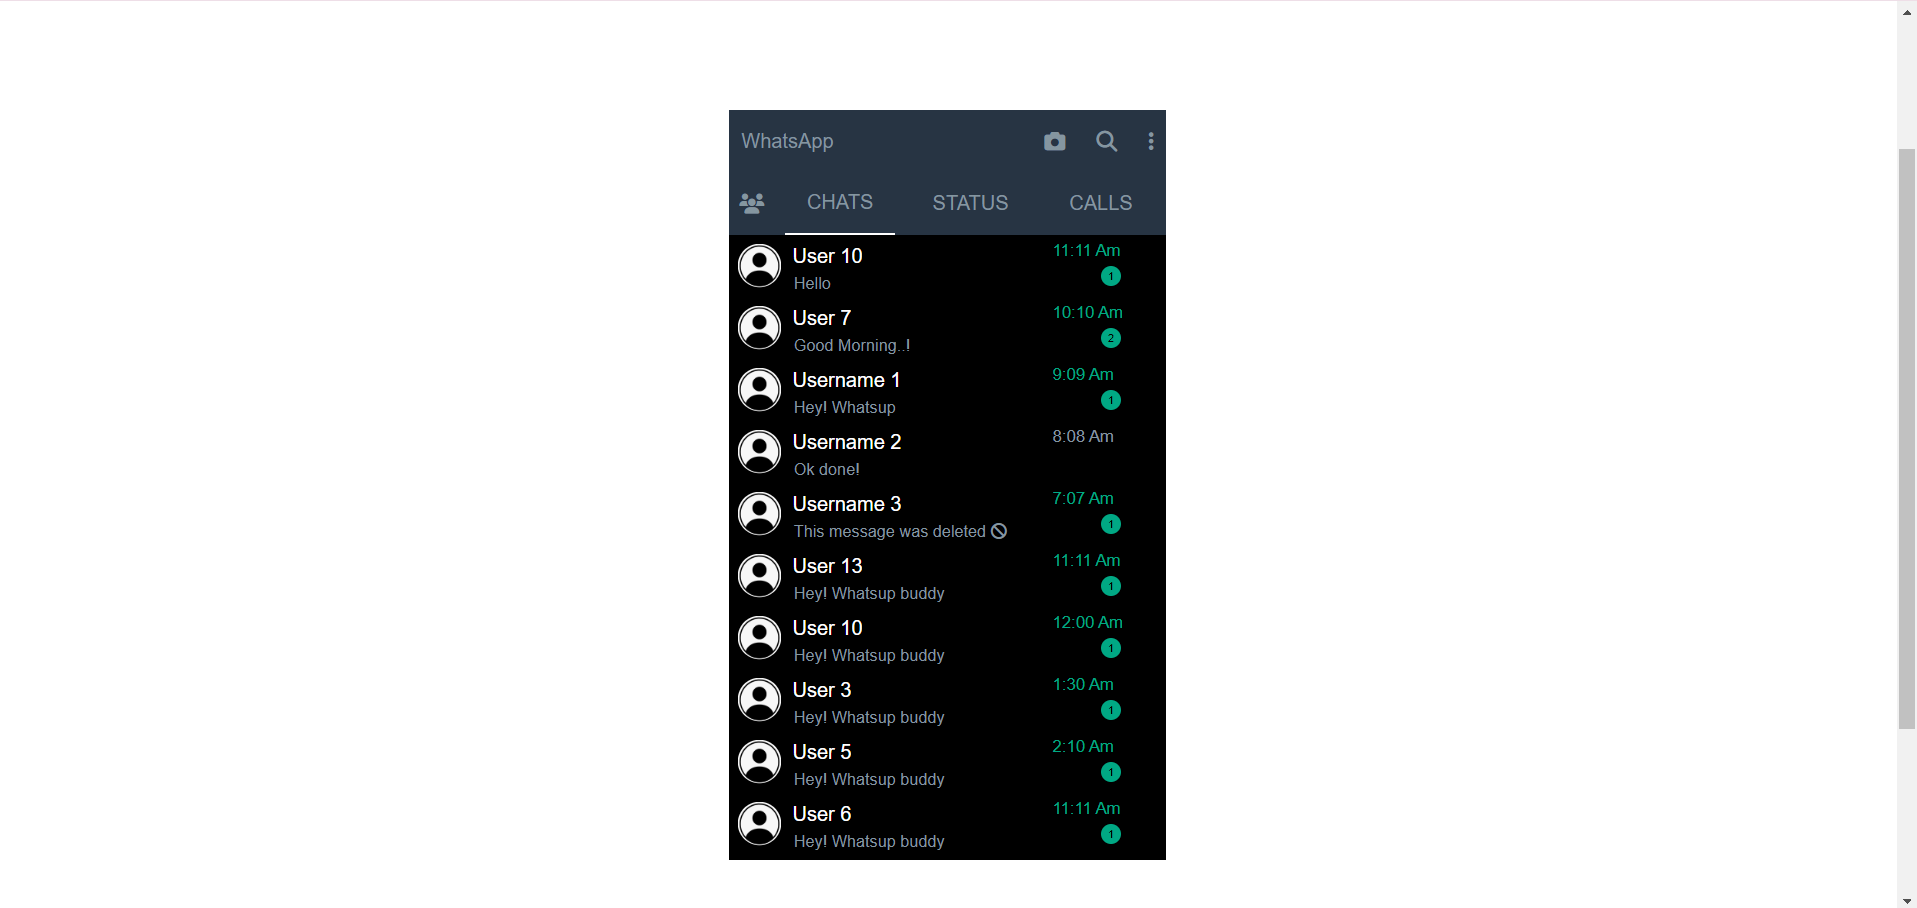 WhatsApp
CHATS STATUS CALLS
User 10 11:11 Am
Hello 1
User 7 10:10 Am
Good Morning..! 2
Username 1 9:09 Am
Hey! Whatsup 1
Username 2 8:08 Am
Ok done!
Username 3 7:07 Am
This message was deleted 1
User 13 11:11 Am
Hey! Whatsup buddy 1
User 10 12:00 Am
Hey! Whatsup buddy 1
User 3 1:30 Am
Hey! Whatsup buddy 1
User 5 2:10 Am
Hey! Whatsup buddy 1
User 6 11:11 Am
Hey! Whatsup buddy 1